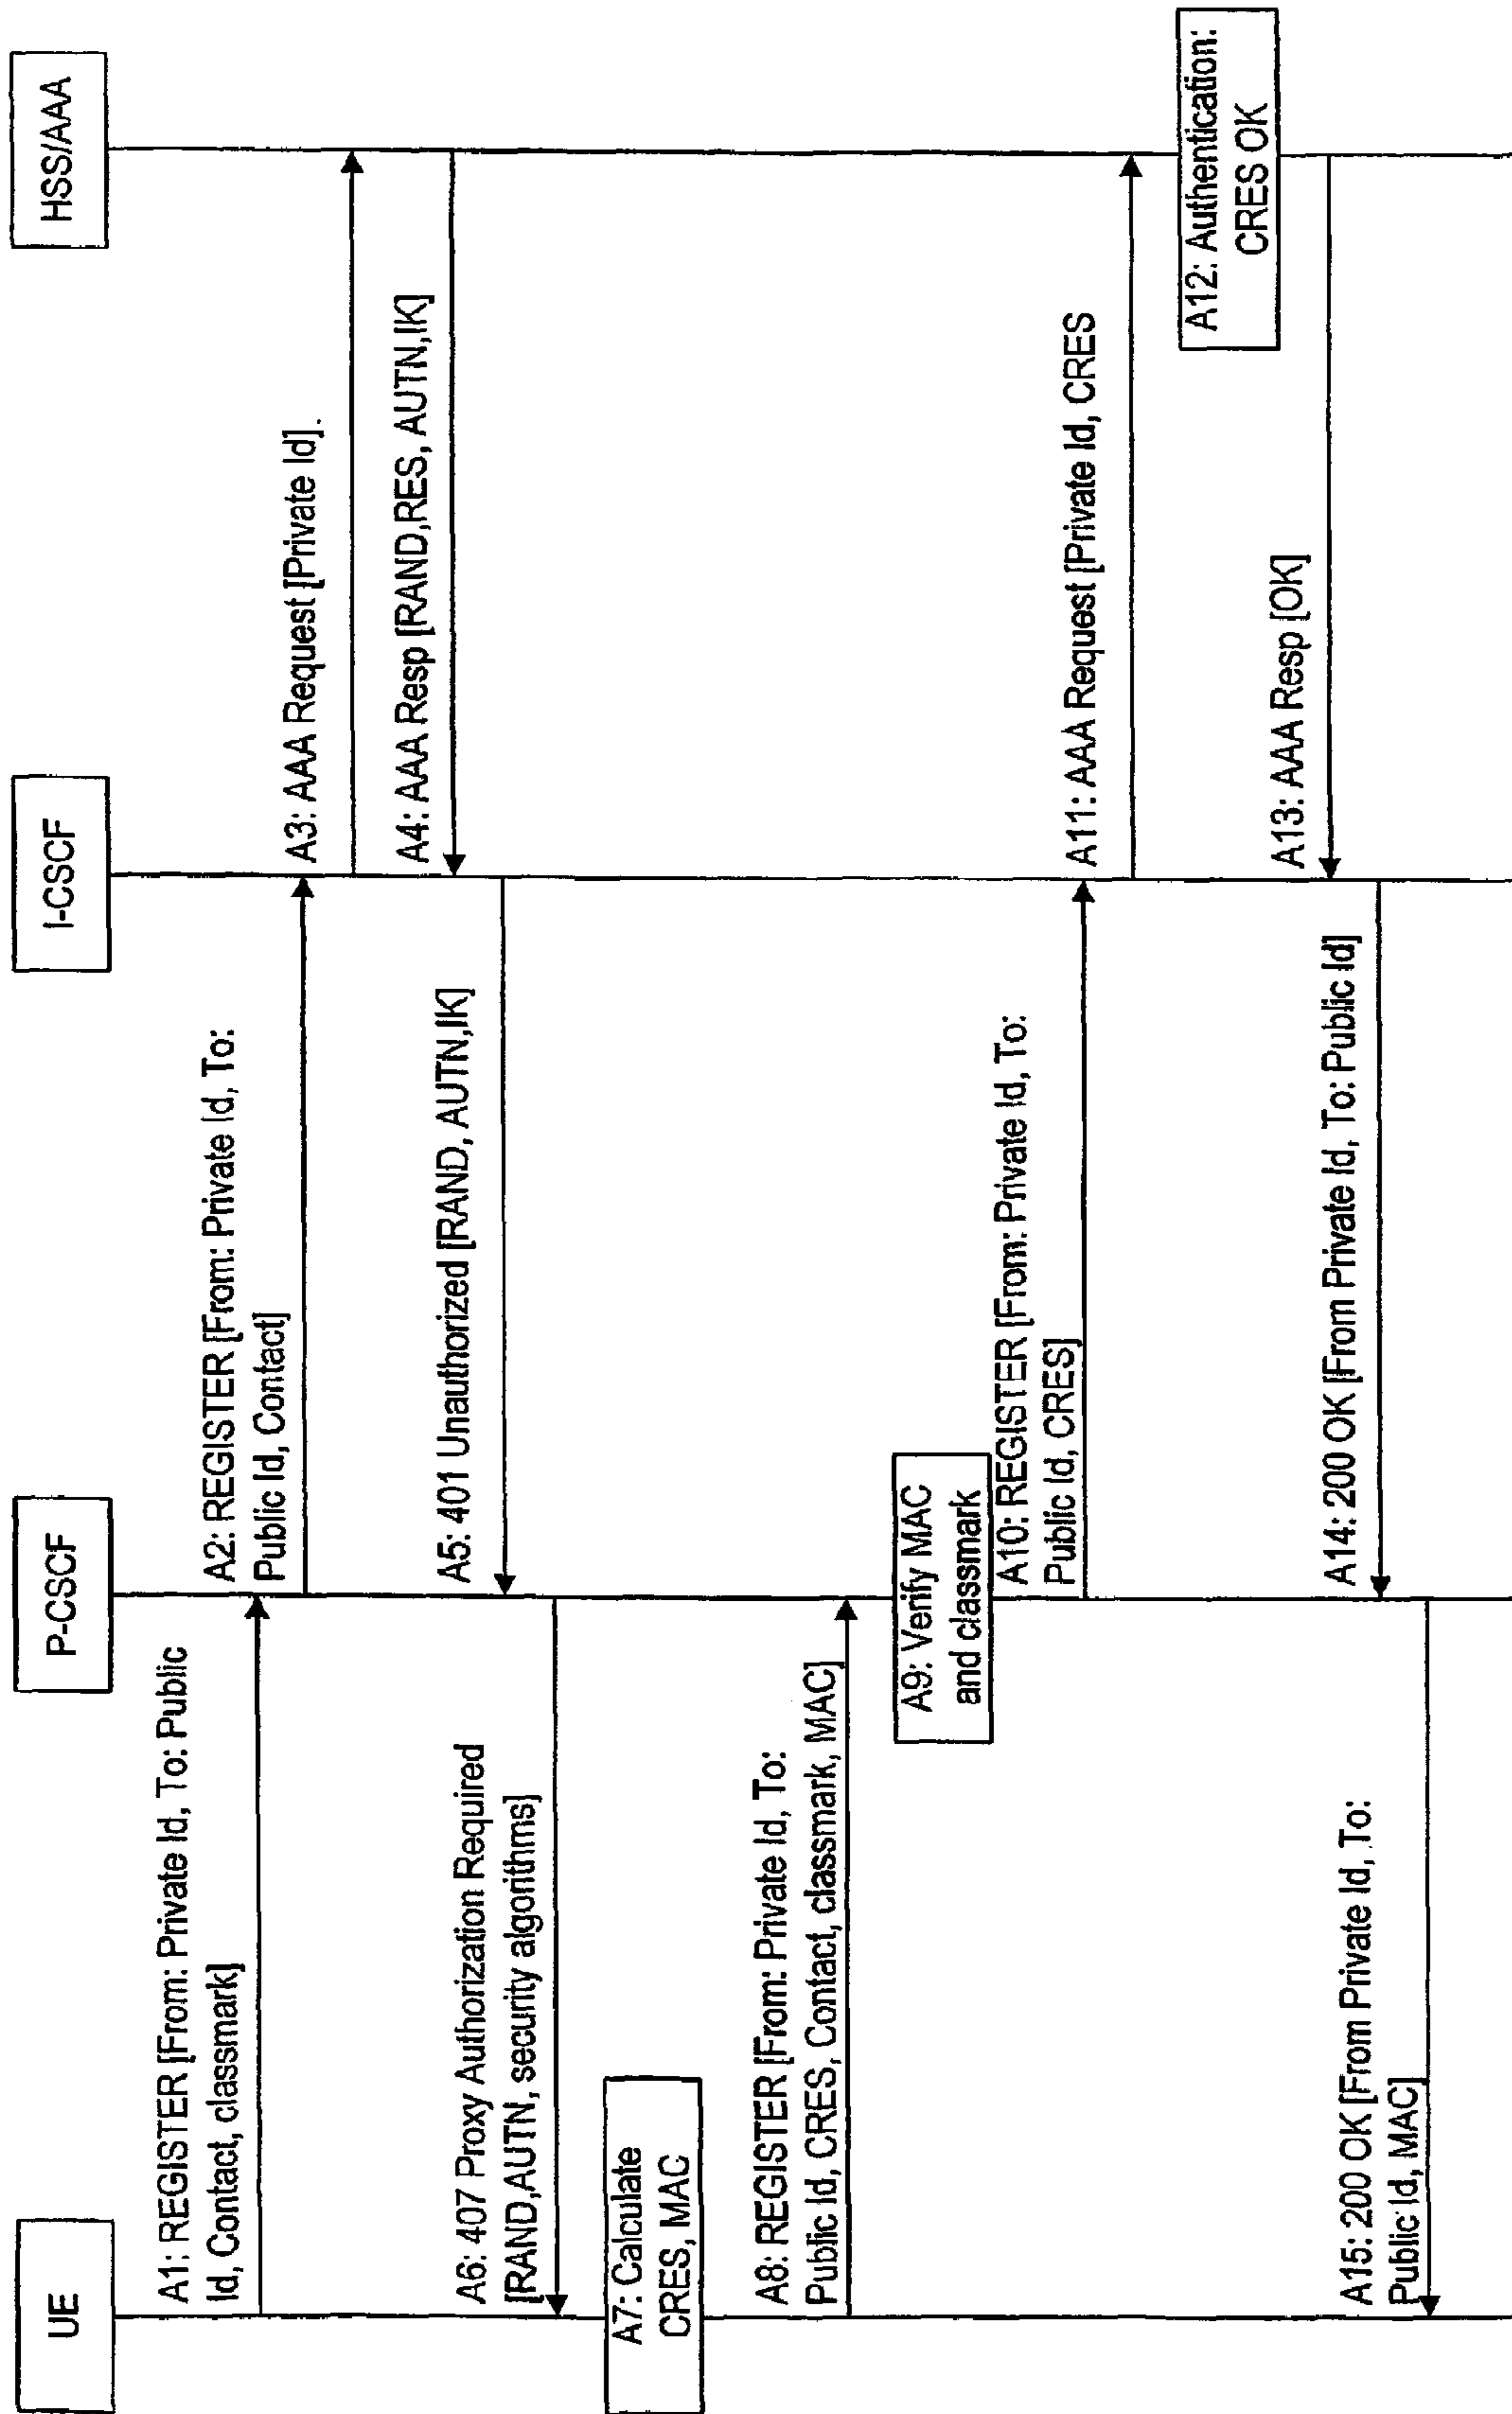 UE
P-CSCF
I-CSCF
HSS/AAA
A1: REGISTER [From: Private Id, To: Public
Id, Contact, classmark]
A2: REGISTER [From: Private Id, To:
Public Id, Contact]
A3: AAA Request [Private Id].
A4: AAA Resp [RAND,RES, AUTN,IK]
A5: 401 Unauthorized [RAND, AUTN,IK]
A6: 407 Proxy Authorization Required
[RAND,AUTN, security algorithms]
A7: Calculate
CRES, MAC
A8: REGISTER [From: Private Id, To:
Public Id, CRES, Contact, classmark, MAC]
A9: Verify MAC
and classmark
A10: REGISTER [From: Private Id, To:
Public Id, CRES]
A11: AAA Request [Private Id, CRES
A12: Authentication:
CRES OK
A13: AAA Resp [OK]
A14: 200 OK [From Private Id, To: Public Id]
A15: 200 OK [From Private Id, To:
Public Id, MAC]